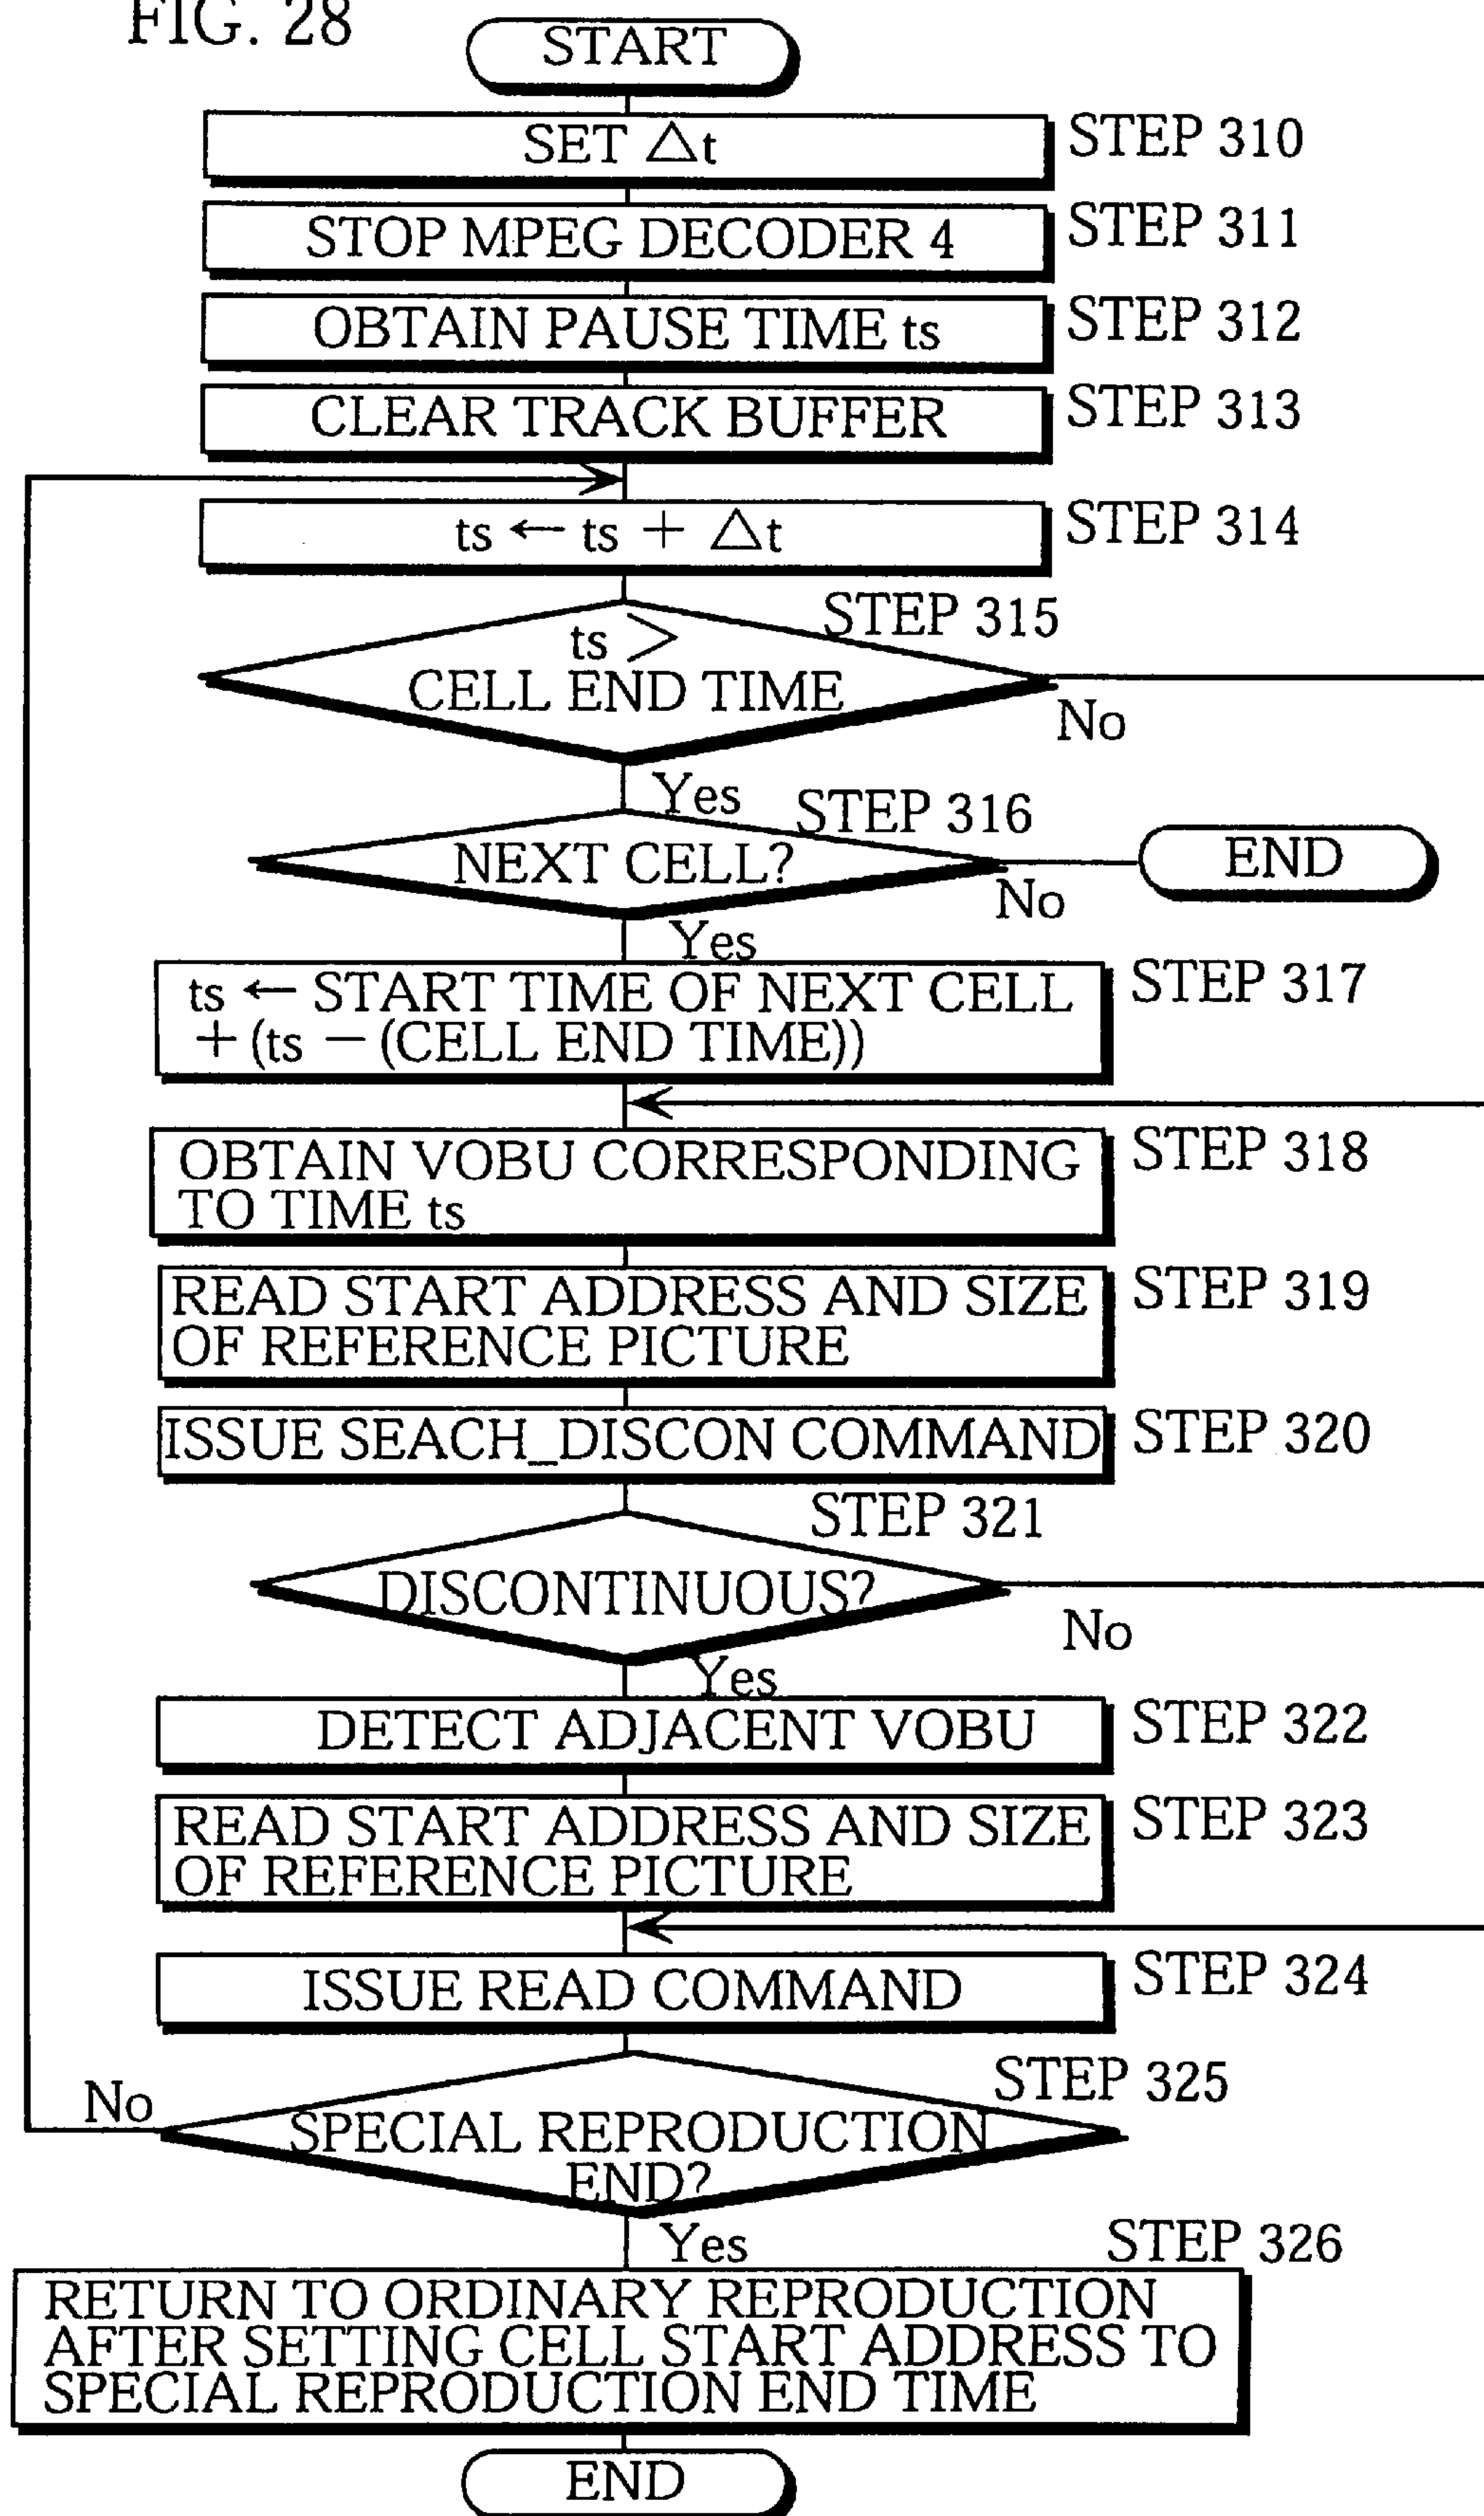 FIG. 28
START
SET △t
STEP 310
STOP MPEG DECODER 4
STEP 311
OBTAIN PAUSE TIME ts
STEP 312
CLEAR TRACK BUFFER
STEP 313
ts ← ts + △t
STEP 314
STEP 315
ts >
CELL END TIME
No
Yes
STEP 316
NEXT CELL?
No
END
Yes
ts ← START TIME OF NEXT CELL
+ (ts − (CELL END TIME))
STEP 317
OBTAIN VOBU CORRESPONDING
TO TIME ts
STEP 318
READ START ADDRESS AND SIZE
OF REFERENCE PICTURE
STEP 319
ISSUE SEACH_DISCON COMMAND
STEP 320
STEP 321
DISCONTINUOUS?
No
Yes
DETECT ADJACENT VOBU
STEP 322
READ START ADDRESS AND SIZE
OF REFERENCE PICTURE
STEP 323
ISSUE READ COMMAND
STEP 324
STEP 325
No
SPECIAL REPRODUCTION
END?
Yes
STEP 326
RETURN TO ORDINARY REPRODUCTION
AFTER SETTING CELL START ADDRESS TO
SPECIAL REPRODUCTION END TIME
END